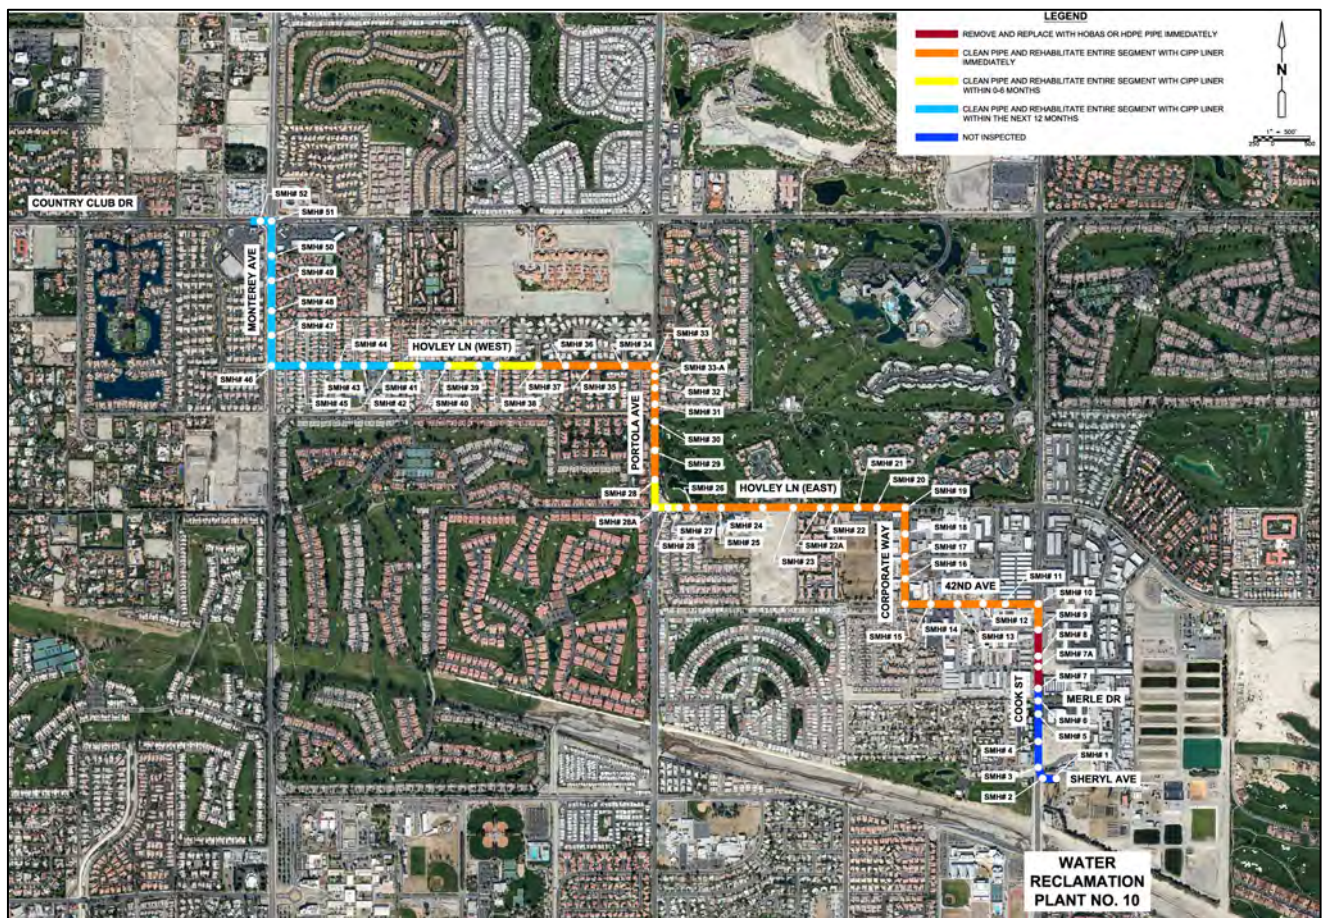 LEGEND
REMOVE AND REPLACE WITH HOBAS OR HDPE PIPE IMMEDIATELY
CLEAN PIPE AND REHABILITATE ENTIRE SEGMENT WITH CIPP LINER
IMMEDIATELY
CLEAN PIPE AND REHABILITATE ENTIRE SEGMENT WITH CIPP LINER
WITHIN 0-6 MONTHS
CLEAN PIPE AND REHABILITATE ENTIRE SEGMENT WITH CIPP LINER
WITHIN THE NEXT 12 MONTHS
NOT INSPECTED
N
1" = 500'
250 0 500
COUNTRY CLUB DR
SMH# 52
SMH# 51
SMH# 50
SMH# 49
SMH# 48
SMH# 47
MONTEREY AVE
SMH# 46
SMH# 44
HOVLEY LN (WEST)
SMH# 36
SMH# 34
SMH# 33
SMH# 33-A
SMH# 43
SMH# 41
SMH# 39
SMH# 37
SMH# 35
SMH# 32
SMH# 45
SMH# 42
SMH# 40
SMH# 38
SMH# 31
PORTOLA AVE
SMH# 30
SMH# 29
SMH# 28
SMH# 26
HOVLEY LN (EAST)
SMH# 21
SMH# 20
SMH# 19
SMH# 28A
SMH# 27
SMH# 24
SMH# 22
SMH# 18
SMH# 28
SMH# 25
SMH# 22A
SMH# 17
SMH# 23
SMH# 16
CORPORATE WAY
42ND AVE
SMH# 11
SMH# 10
SMH# 9
SMH# 12
SMH# 15
SMH# 14
SMH# 13
SMH# 8
SMH# 7A
SMH# 7
COOK ST
MERLE DR
SMH# 6
SMH# 5
SMH# 4
SMH# 1
SMH# 3
SHERYL AVE
SMH# 2
WATER
RECLAMATION
PLANT NO. 10